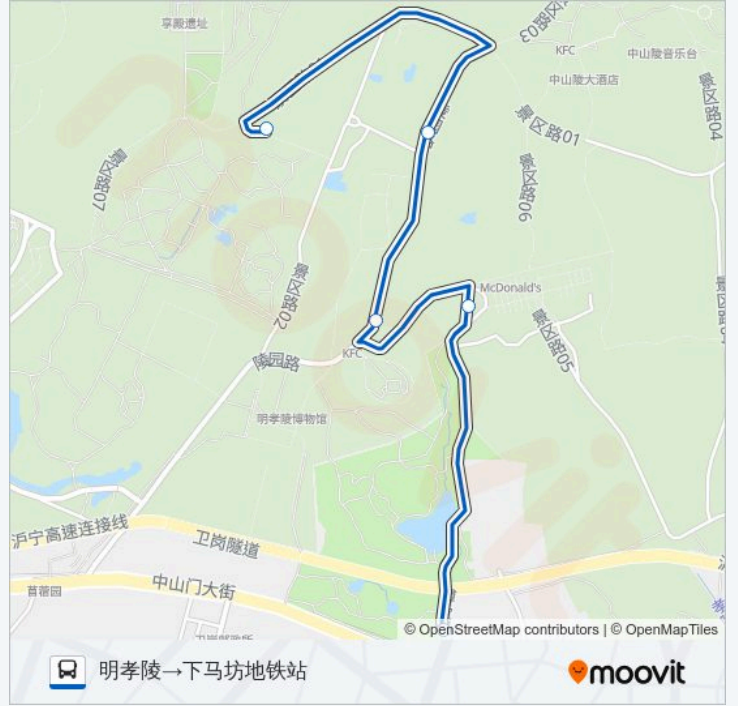 享殿遗址
景区路03
KFC
中山陵音乐台
中山陵大酒店
景区路04
景区路01
景区路07
景区路06
景区路02
McDonald's
景区路05
陵园路
KFC
明孝陵博物馆
沪宁高速连接线
卫岗隧道
苜蓿园
中山门大街
© OpenStreetMap contributors | © OpenMapTiles
明孝陵→下马坊地铁站
moovit